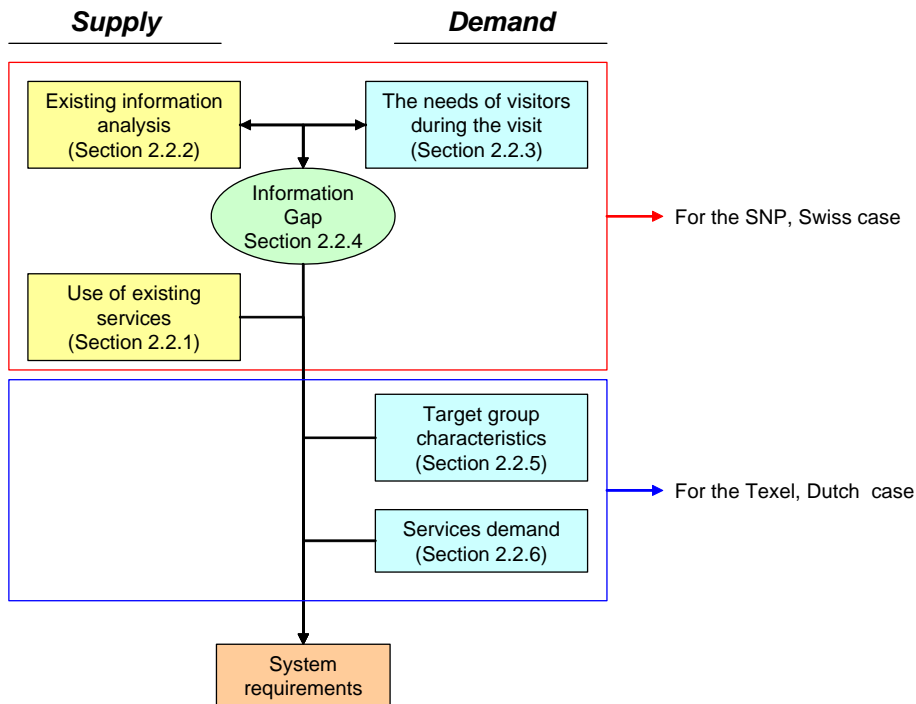 Supply
Demand
Existing information
analysis
(Section 2.2.2)
The needs of visitors
during the visit
(Section 2.2.3)
Information
Gap
Section 2.2.4
For the SNP, Swiss case
Use of existing
services
(Section 2.2.1)
Target group
characteristics
(Section 2.2.5)
For the Texel, Dutch case
Services demand
(Section 2.2.6)
System
requirements